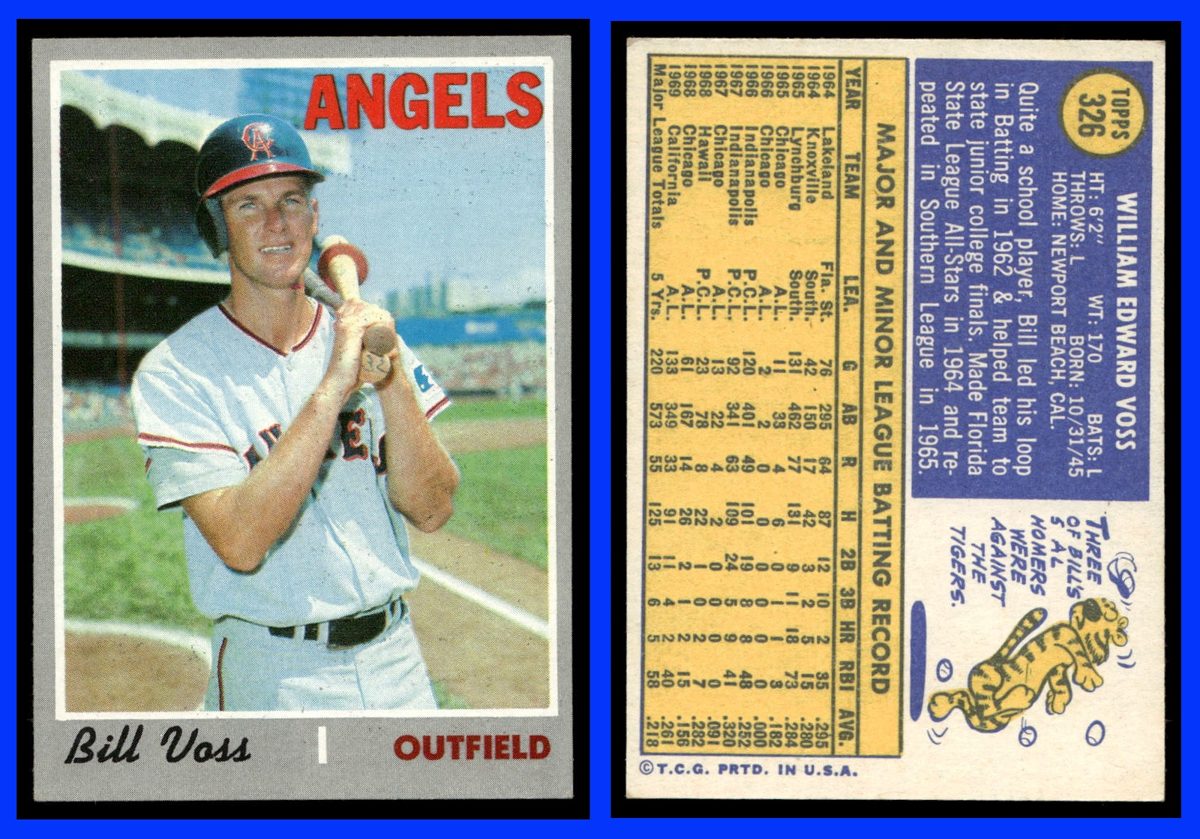 ANGELS
CA
ANGELS
32
Bill Voss
OUTFIELD
TOPPS
326
WILLIAM EDWARD VOSS
HT: 6'2" WT: 170 BATS: L
THROWS: L BORN: 10/31/45
HOME: NEWPORT BEACH, CAL.
Quite a school player, Bill led his loop
in Batting in 1962 & helped team to
state junior college finals. Made Florida
State League All-Stars in 1964 and re-
peated in Southern League in 1965.
THREE
OF BILL'S
5 A L
HOMERS
WERE
AGAINST
THE
TIGERS.
MAJOR AND MINOR LEAGUE BATTING RECORD
YEAR TEAM LEA. G AB R H 2B 3B HR RBI AVG.
1964 Lakeland Fla. St. 76 295 64 87 12 10 2 35 .295
1964 Knoxville South. 42 150 42 3 2 15 .280
1965 Lynchburg South. 131 462 77 131 9 11 18 73 .284
1965 Chicago A.L. 11 33 4 6 0 1 1 3 .182
1966 Chicago A.L. 2 2 0 0 0 0 0 0 .000
1966 Indianapolis P.C.L. 120 401 49 101 19 5 9 48 .252
1967 Indianapolis P.C.L. 92 341 63 109 24 5 8 41 .320
1967 Chicago A.L. 13 22 4 2 0 0 0 0 .091
1968 Hawaii P.C.L. 23 78 8 22 1 1 2 7 .282
1968 Chicago A.L. 61 167 14 26 2 1 2 15 .156
1969 California A.L. 133 349 33 91 11 4 2 40 .261
Major League Totals 5 Yrs. 220 573 55 125 13 6 5 58 .218
© T.C.G. PRTD. IN U.S.A.